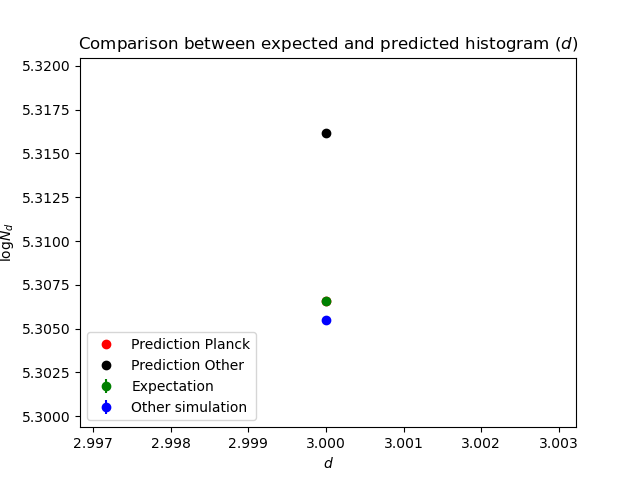 Comparison between expected and predicted histogram (d)
5.3200
5.3175
5.3150
5.3125
5.3100
5.3075
5.3050
5.3025
5.3000
logN_d
Prediction Planck
Prediction Other
Expectation
Other simulation
2.997 2.998 2.999 3.000 3.001 3.002 3.003
d